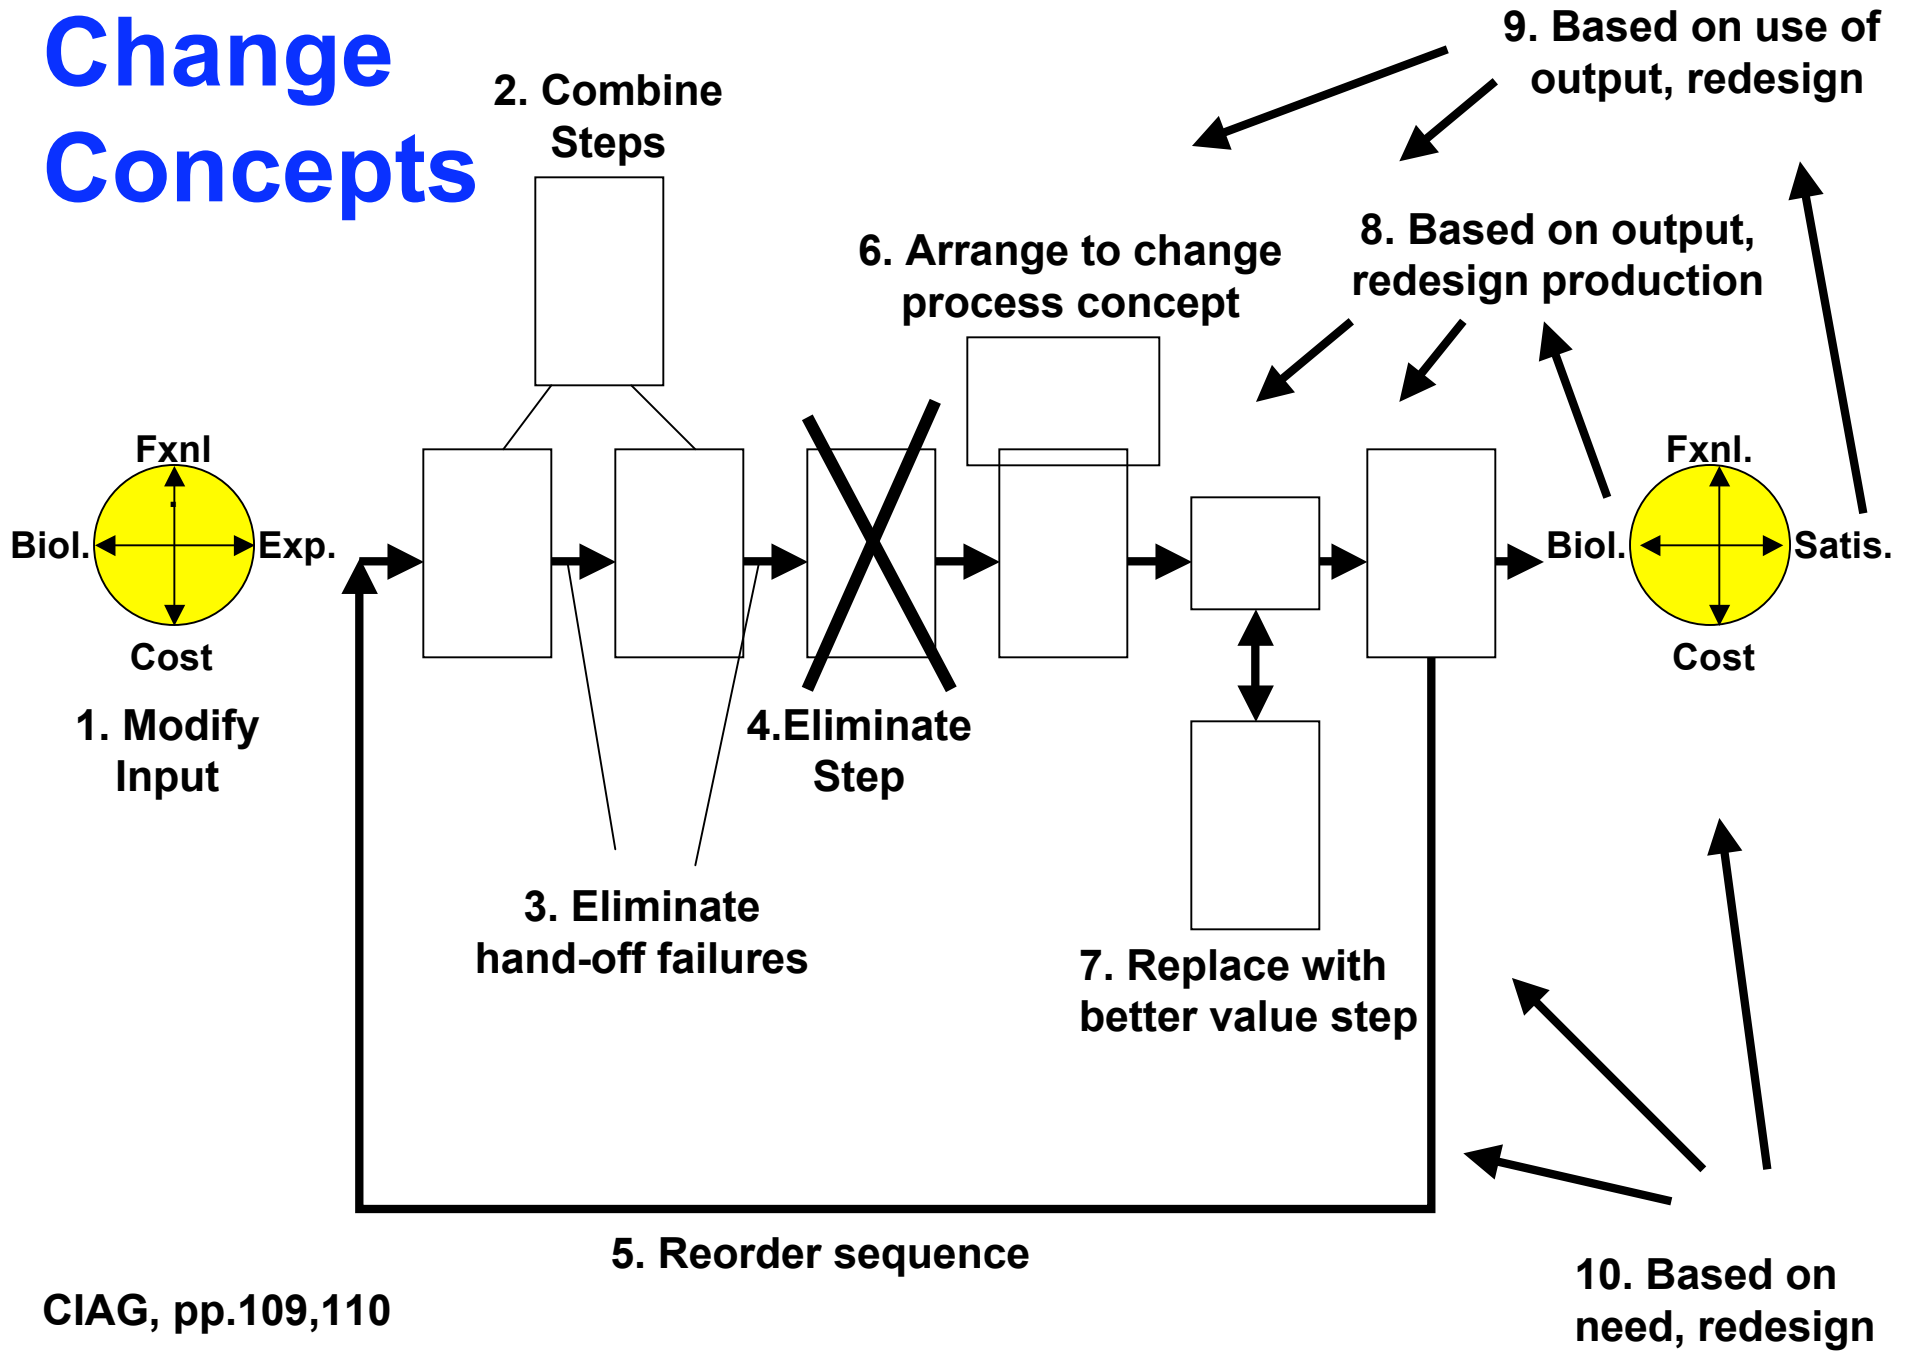 Change
Concepts
2. Combine
Steps
9. Based on use of
output, redesign
6. Arrange to change
process concept
8. Based on output,
redesign production
Fxnl
.
Biol.
Exp.
Cost
1. Modify
Input
Fxnl.
Biol.
Satis.
Cost
4.Eliminate
Step
3. Eliminate
hand-off failures
7. Replace with
better value step
5. Reorder sequence
10. Based on
need, redesign
CIAG, pp.109,110